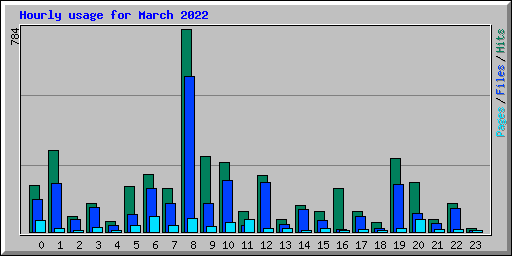 Hourly usage for March 2022
784
Pages/Files/Hits
0 1 2 3 4 5 6 7 8 9 10 11 12 13 14 15 16 17 18 19 20 21 22 23